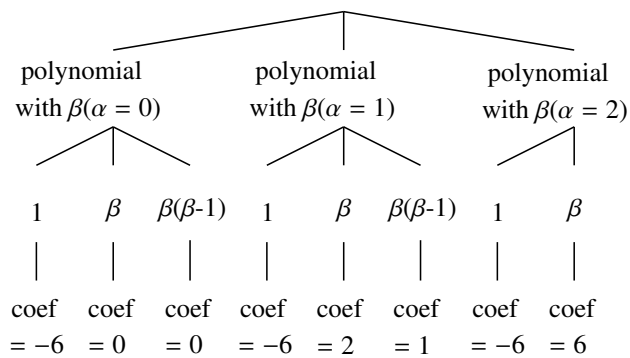 polynomial polynomial polynomial
with β(α = 0) with β(α = 1) with β(α = 2)
1 β β(β-1) 1 β β(β-1) 1 β
coef coef coef coef coef coef coef coef
= −6 = 0 = 0 = −6 = 2 = 1 = −6 = 6